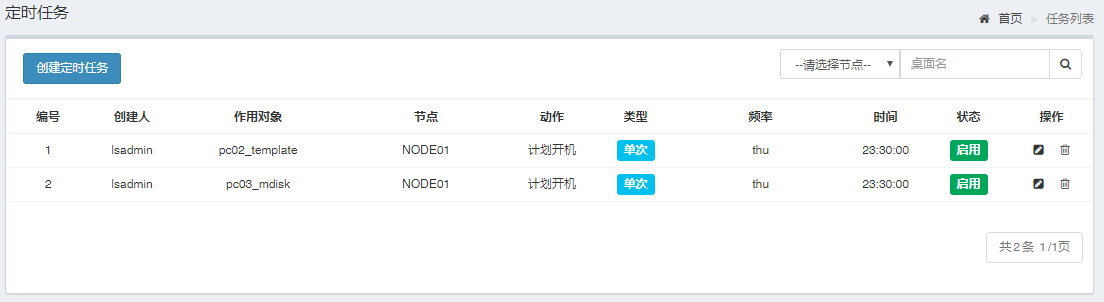 定时任务
首页 > 任务列表
创建定时任务 --请选择节点-- 桌面名
编号 创建人 作用对象 节点 动作 类型 频率 时间 状态 操作
1 lsadmin pc02_template NODE01 计划开机 单次 thu 23:30:00 启用
2 lsadmin pc03_mdisk NODE01 计划开机 单次 thu 23:30:00 启用
共2条 1/1页